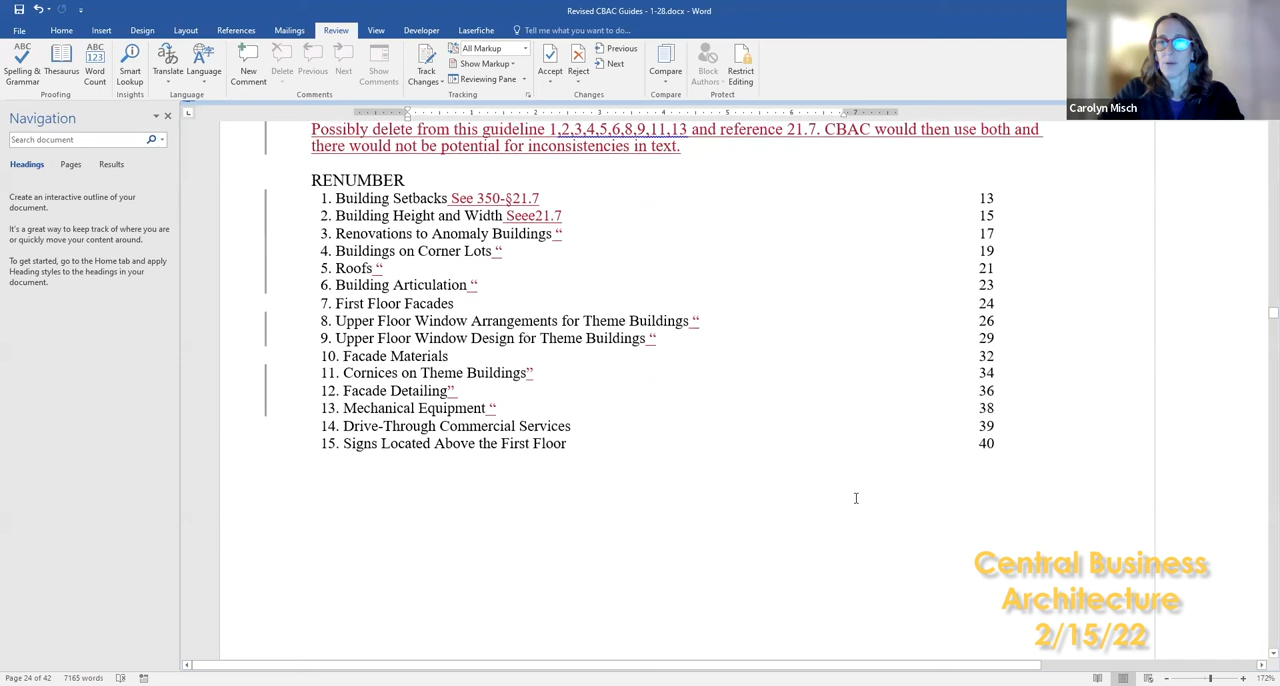 Revised CBAC Guides - 1-28.docx - Word
File Home Insert Design Layout References Mailings Review View Developer Laserfiche Tell me what you want to do...
ABC
Spelling & Grammar
Thesaurus
ABC 123
Word Count
Smart Lookup
Translate
Language
New Comment
Delete
Previous
Next
Show Comments
Track Changes
All Markup
Show Markup
Reviewing Pane
Accept
Reject
Previous
Next
Compare
Block Authors
Restrict Editing
Proofing
Insights
Language
Comments
Tracking
Changes
Compare
Protect
Carolyn Misch
1 2 3 4 5 6 7
Navigation
Search document
Headings Pages Results
Create an interactive outline of your
document.
It's a great way to keep track of where you are
or quickly move your content around.
To get started, go to the Home tab and apply
Heading styles to the headings in your
document.
Possibly delete from this guideline 1,2,3,4,5,6,8,9,11,13 and reference 21.7. CBAC would then use both and
there would not be potential for inconsistencies in text.
RENUMBER
1. Building Setbacks See 350-§21.7 13
2. Building Height and Width Seee21.7 15
3. Renovations to Anomaly Buildings “ 17
4. Buildings on Corner Lots “ 19
5. Roofs “ 21
6. Building Articulation “ 23
7. First Floor Facades 24
8. Upper Floor Window Arrangements for Theme Buildings “ 26
9. Upper Floor Window Design for Theme Buildings “ 29
10. Facade Materials 32
11. Cornices on Theme Buildings” 34
12. Facade Detailing” 36
13. Mechanical Equipment “ 38
14. Drive-Through Commercial Services 39
15. Signs Located Above the First Floor 40
Central Business
Architecture
2/15/22
Page 24 of 42 7165 words
172%